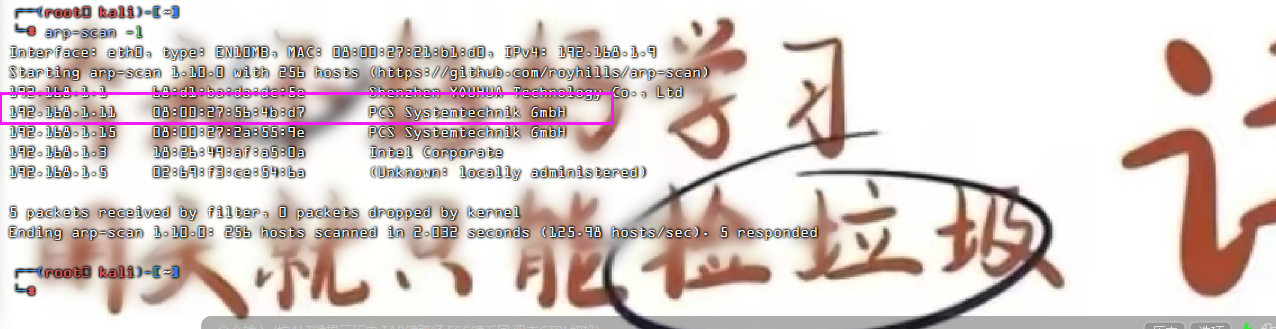 ┌──(root㉿kali)-[~]
└─# arp-scan -l
Interface: eth0, type: EN10MB, MAC: 08:00:27:21:b1:d0, IPv4: 192.168.1.9
Starting arp-scan 1.10.0 with 256 hosts (https://github.com/royhills/arp-scan)
192.168.1.1 68:d1:ba:da:dc:5e Shenzhen YOUHUA Technology Co., Ltd
192.168.1.11 08:00:27:5b:4b:d7 PCS Systemtechnik GmbH
192.168.1.15 08:00:27:2a:55:9e PCS Systemtechnik GmbH
192.168.1.3 18:26:49:af:a5:0a Intel Corporate
192.168.1.5 02:b9:f3:ce:54:6a (Unknown: locally administered)
5 packets received by filter, 0 packets dropped by kernel
Ending arp-scan 1.10.0: 256 hosts scanned in 2.032 seconds (125.98 hosts/sec). 5 responded
┌──(root㉿kali)-[~]
└─#
学习
天就只能捡垃圾